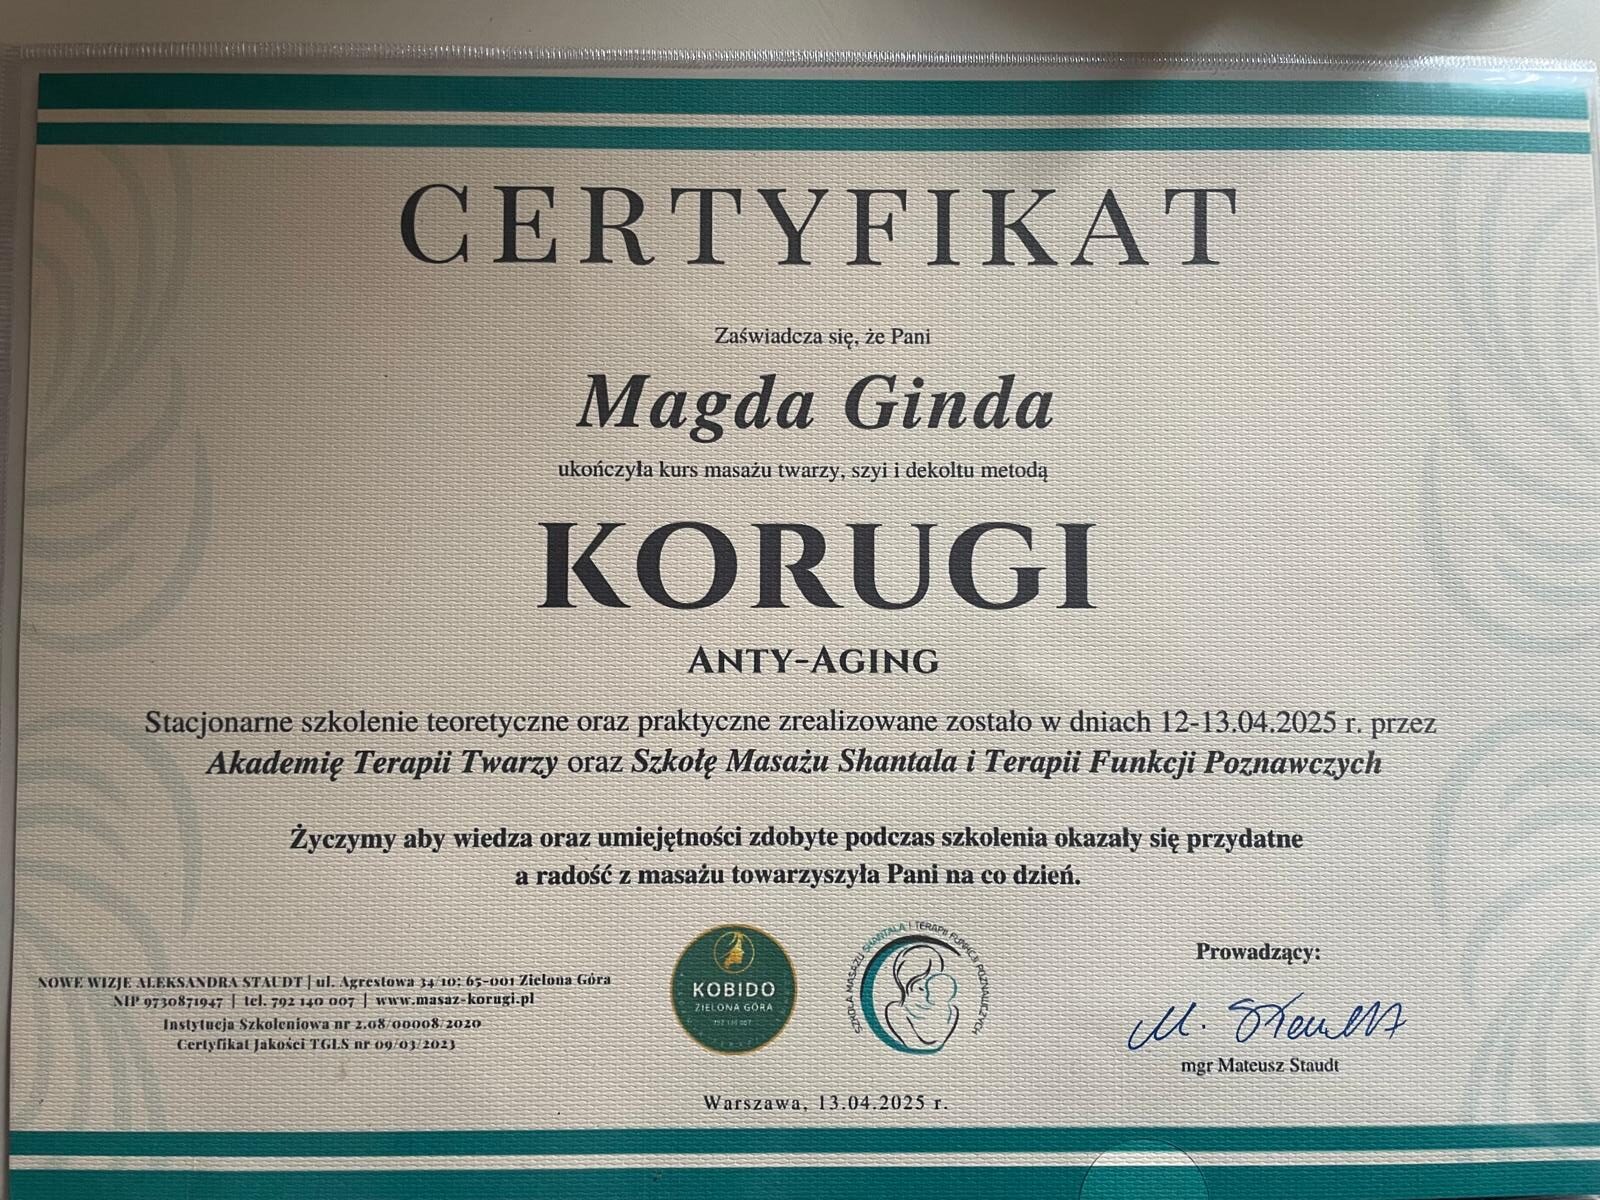 CERTYFIKAT
Zaświadcza się, że Pani
Magda Ginda
ukończyła kurs masażu twarzy, szyi i dekoltu metodą
KORUGI
ANTY-AGING
Stacjonarne szkolenie teoretyczne oraz praktyczne zrealizowane zostało w dniach 12-13.04.2025 r. przez
Akademię Terapii Twarzy oraz Szkołę Masażu Shantala i Terapii Funkcji Poznawczych
Życzymy aby wiedza oraz umiejętności zdobyte podczas szkolenia okazały się przydatne
a radość z masażu towarzyszyła Pani na co dzień.
NOWE WIZJE ALEKSANDRA STAUDT | ul. Agrestowa 34/10; 65-001 Zielona Góra
NIP 9730871947 | tel. 792 140 007 | www.masaz-korugi.pl
Instytucja Szkoleniowa nr 2.08/00008/2020
Certyfikat Jakości TGLS nr 09/03/2023
KOBIDO
ZIELONA GÓRA
792 140 007
SZKOŁA MASAŻU SHANTALA I TERAPII FUNKCJI POZNAWCZYCH
Prowadzący:
M. Staudt
mgr Mateusz Staudt
Warszawa, 13.04.2025 r.